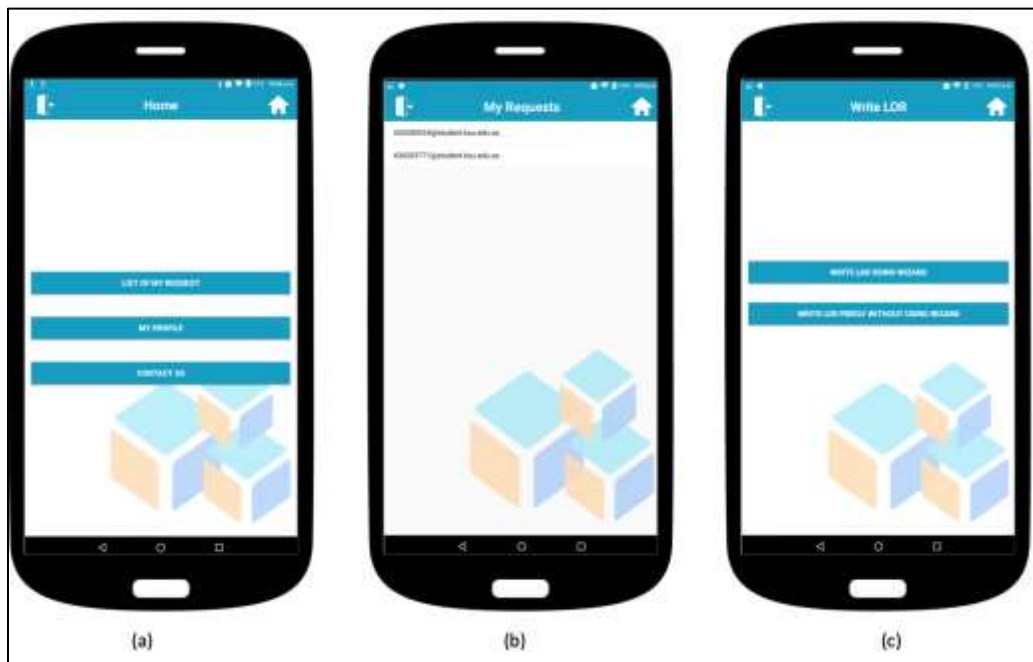 Home
LIST OF MY REQUEST
MY PROFILE
CONTACT US
My Requests
Write LOR
WRITE LOR USING WIZARD
WRITE LOR FREELY WITHOUT USING WIZARD
(a)
(b)
(c)